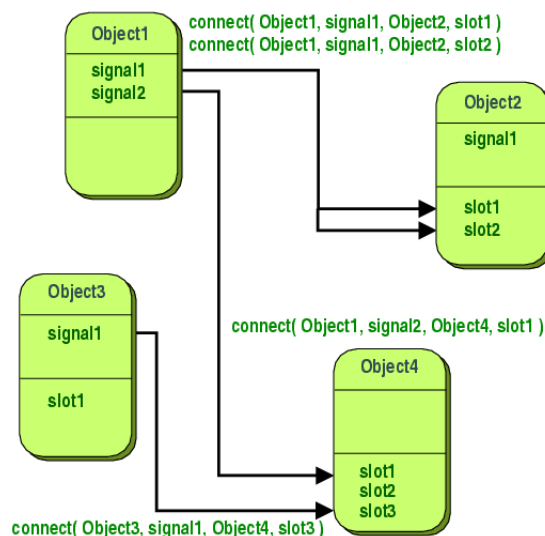 Object1
signal1
signal2
connect( Object1, signal1, Object2, slot1 )
connect( Object1, signal1, Object2, slot2 )
Object2
signal1
slot1
slot2
Object3
signal1
slot1
connect( Object1, signal2, Object4, slot1 )
Object4
slot1
slot2
slot3
connect( Object3, signal1, Object4, slot3 )